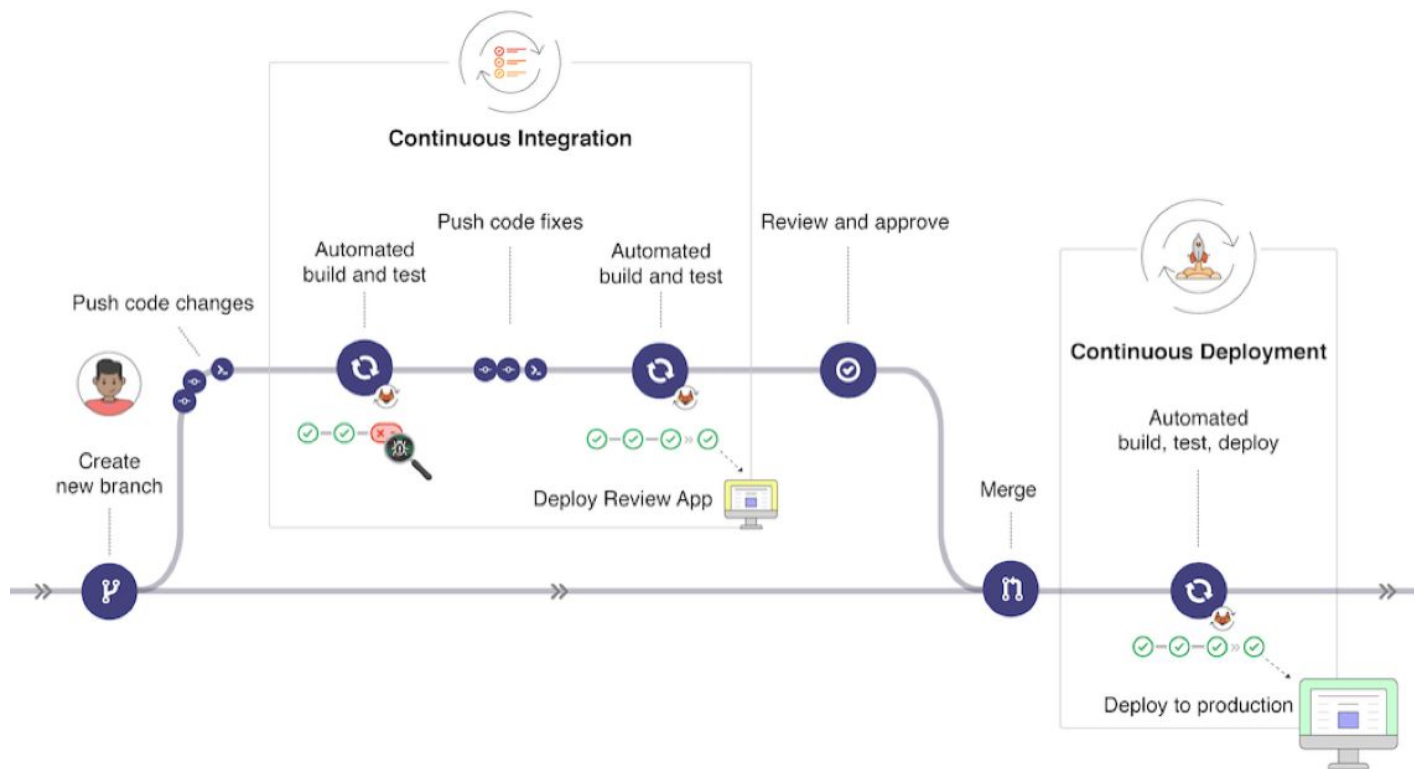 Continuous Integration
Push code fixes
Review and approve
Automated
build and test
Automated
build and test
Push code changes
Continuous Deployment
Automated
build, test, deploy
Create
new branch
Deploy Review App
Merge
Deploy to production